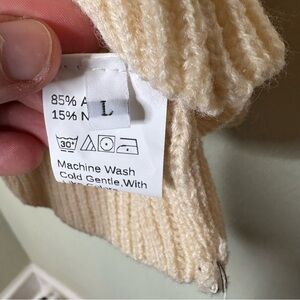 85% A
15% N
L
30°
Machine Wash
Cold Gentle,With